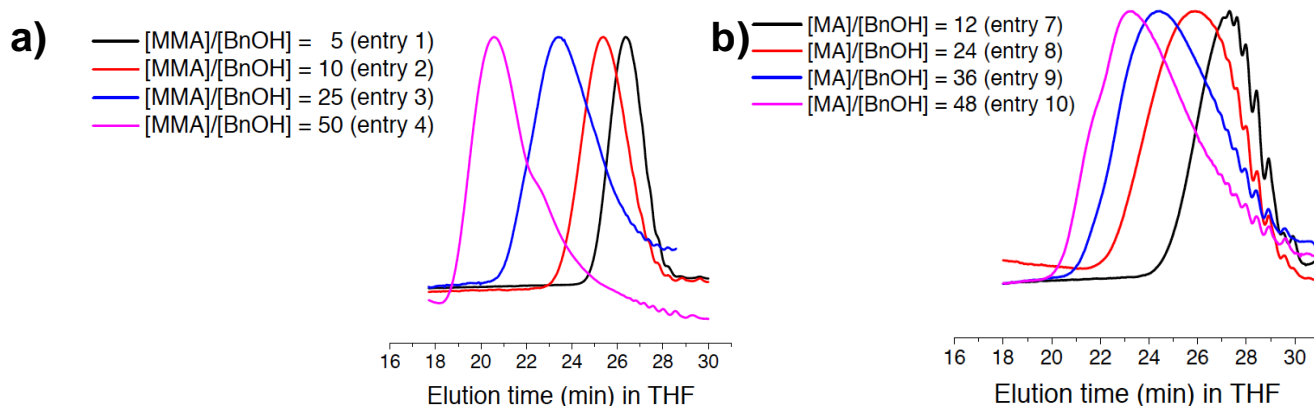 a)
[MMA]/[BnOH] = 5 (entry 1)
[MMA]/[BnOH] = 10 (entry 2)
[MMA]/[BnOH] = 25 (entry 3)
[MMA]/[BnOH] = 50 (entry 4)
16 18 20 22 24 26 28 30
Elution time (min) in THF
b)
[MA]/[BnOH] = 12 (entry 7)
[MA]/[BnOH] = 24 (entry 8)
[MA]/[BnOH] = 36 (entry 9)
[MA]/[BnOH] = 48 (entry 10)
16 18 20 22 24 26 28 30
Elution time (min) in THF